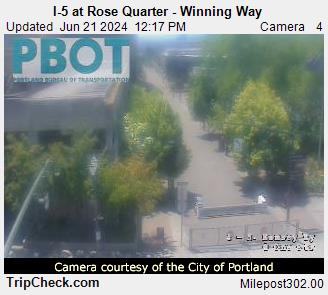 I-5 at Rose Quarter - Winning Way
Updated Jun 21 2024 12:17 PM Camera 4
PBOT
PORTLAND BUREAU OF TRANSPORTATION
Camera courtesy of the City of Portland
TripCheck.com Milepost302.00